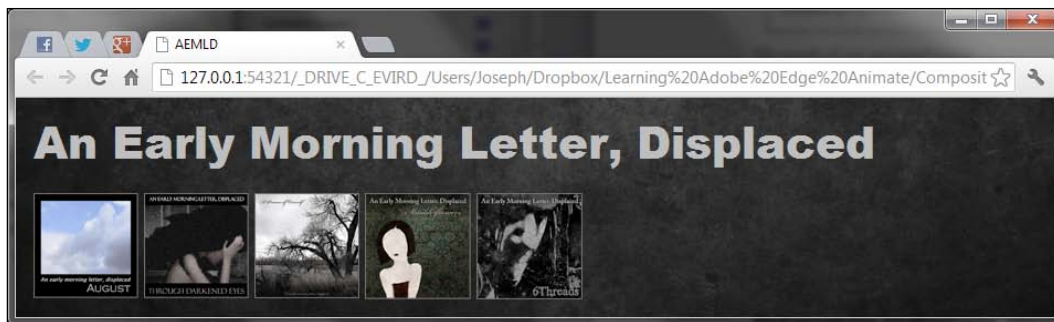 AEMLD
127.0.0.1:54321/_DRIVE_C_EVIRD_/Users/Joseph/Dropbox/Learning%20Adobe%20Edge%20Animate/Composit
An Early Morning Letter, Displaced
An early morning letter, displaced
AUGUST
AN EARLY MORNING LETTER, DISPLACED
THROUGH DARKENED EYES
An Early Morning Letter, Displaced
An Early Morning Letter, Displaced
6Threads